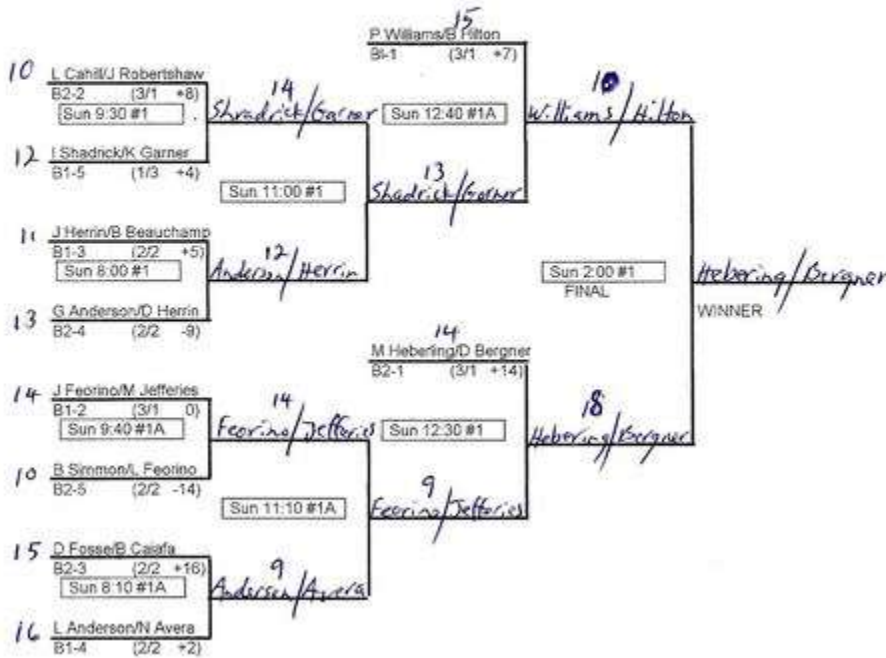 15
P Williams/B Hilton
BI-1 (3/1 +7)
10
L Cahill/J Robertshaw
B2-2 (3/1 +8)
Sun 9:30 #1
14
Shradrick/Garner
Sun 12:40 #1A
10
Williams/Hilton
12
I Shadrick/K Garner
B1-5 (1/3 +4)
Sun 11:00 #1
13
Shadrick/Garner
11
J Herrin/B Beauchamp
B1-3 (2/2 +5)
Sun 8:00 #1
12
Anderson/Herrin
Sun 2:00 #1
FINAL
Hebering/Bergner
WINNER
13
G Anderson/D Herrin
B2-4 (2/2 -9)
14
M Heberling/D Bergner
B2-1 (3/1 +14)
14
J Feorino/M Jefferies
B1-2 (3/1 0)
Sun 9:40 #1A
14
Feorino/Jefferies
Sun 12:30 #1
18
Hebering/Bergner
10
B Simmon/L Feorino
B2-5 (2/2 -14)
Sun 11:10 #1A
9
Feorino/Jefferies
15
D Fosse/B Caiafa
B2-3 (2/2 +16)
Sun 8:10 #1A
9
Anderson/Avera
16
L Anderson/N Avera
B1-4 (2/2 +2)